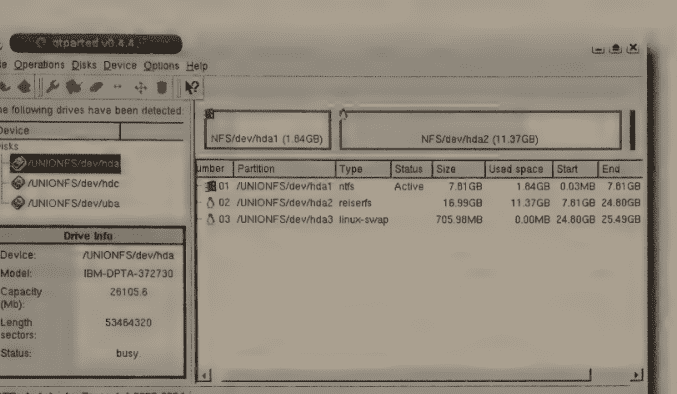 qtparted v0.4.4
Operations Disks Device Options Help
following drives have been detected
Device
NFS/dev/hda1 (1.84GB) NFS/dev/hda2 (11.37GB)
/UNIONFS/dev/hda
/UNIONFS/dev/hdc
/UNIONFS/dev/uba
umber Partition Type Status Size Used space Start End
01 /UNIONFS/dev/hda1 ntfs Active 7.81GB 1.84GB 0.03MB 7.81GB
02 /UNIONFS/dev/hda2 reiserfs 16.99GB 11.37GB 7.81GB 24.80GB
03 /UNIONFS/dev/hda3 linux-swap 705.98MB 0.00MB 24.80GB 25.49GB
Drive Info
Device: /UNIONFS/dev/hda
Model: IBM-DPTA-372730
Capacity (Mb): 26105.6
Length sectors: 53464320
Status: busy